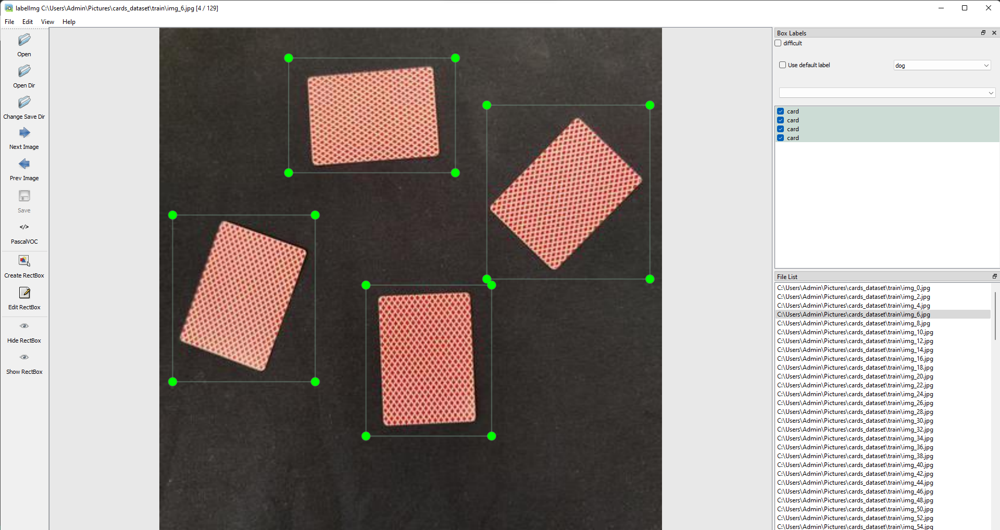 labelImg C:\Users\Admin\Pictures\cards_dataset\train\img_6.jpg [4 / 129]
File Edit View Help
Open
Open Dir
Change Save Dir
Next Image
Prev Image
Save
</>
PascalVOC
Create RectBox
Edit RectBox
Hide RectBox
Show RectBox
Box Labels
difficult
Use default label dog
card
card
card
card
File List
C:\Users\Admin\Pictures\cards_dataset\train\img_0.jpg
C:\Users\Admin\Pictures\cards_dataset\train\img_2.jpg
C:\Users\Admin\Pictures\cards_dataset\train\img_4.jpg
C:\Users\Admin\Pictures\cards_dataset\train\img_6.jpg
C:\Users\Admin\Pictures\cards_dataset\train\img_8.jpg
C:\Users\Admin\Pictures\cards_dataset\train\img_10.jpg
C:\Users\Admin\Pictures\cards_dataset\train\img_12.jpg
C:\Users\Admin\Pictures\cards_dataset\train\img_14.jpg
C:\Users\Admin\Pictures\cards_dataset\train\img_16.jpg
C:\Users\Admin\Pictures\cards_dataset\train\img_18.jpg
C:\Users\Admin\Pictures\cards_dataset\train\img_20.jpg
C:\Users\Admin\Pictures\cards_dataset\train\img_22.jpg
C:\Users\Admin\Pictures\cards_dataset\train\img_24.jpg
C:\Users\Admin\Pictures\cards_dataset\train\img_26.jpg
C:\Users\Admin\Pictures\cards_dataset\train\img_28.jpg
C:\Users\Admin\Pictures\cards_dataset\train\img_30.jpg
C:\Users\Admin\Pictures\cards_dataset\train\img_32.jpg
C:\Users\Admin\Pictures\cards_dataset\train\img_34.jpg
C:\Users\Admin\Pictures\cards_dataset\train\img_36.jpg
C:\Users\Admin\Pictures\cards_dataset\train\img_38.jpg
C:\Users\Admin\Pictures\cards_dataset\train\img_40.jpg
C:\Users\Admin\Pictures\cards_dataset\train\img_42.jpg
C:\Users\Admin\Pictures\cards_dataset\train\img_44.jpg
C:\Users\Admin\Pictures\cards_dataset\train\img_46.jpg
C:\Users\Admin\Pictures\cards_dataset\train\img_48.jpg
C:\Users\Admin\Pictures\cards_dataset\train\img_50.jpg
C:\Users\Admin\Pictures\cards_dataset\train\img_52.jpg
C:\Users\Admin\Pictures\cards_dataset\train\img_54.jpg